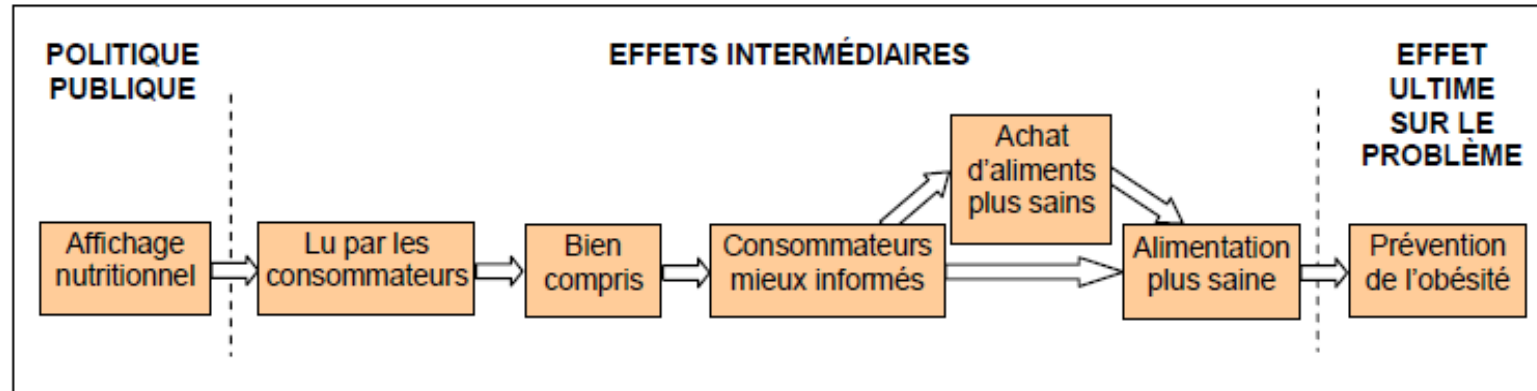 POLITIQUE
PUBLIQUE
EFFETS INTERMÉDIAIRES
EFFET
ULTIME
SUR LE
PROBLÈME
Affichage
nutritionnel
Lu par les
consommateurs
Bien
compris
Consommateurs
mieux informés
Achat
d'aliments
plus sains
Alimentation
plus saine
Prévention
de l'obésité